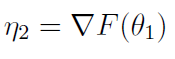 η₂ = ∇F(θ₁)